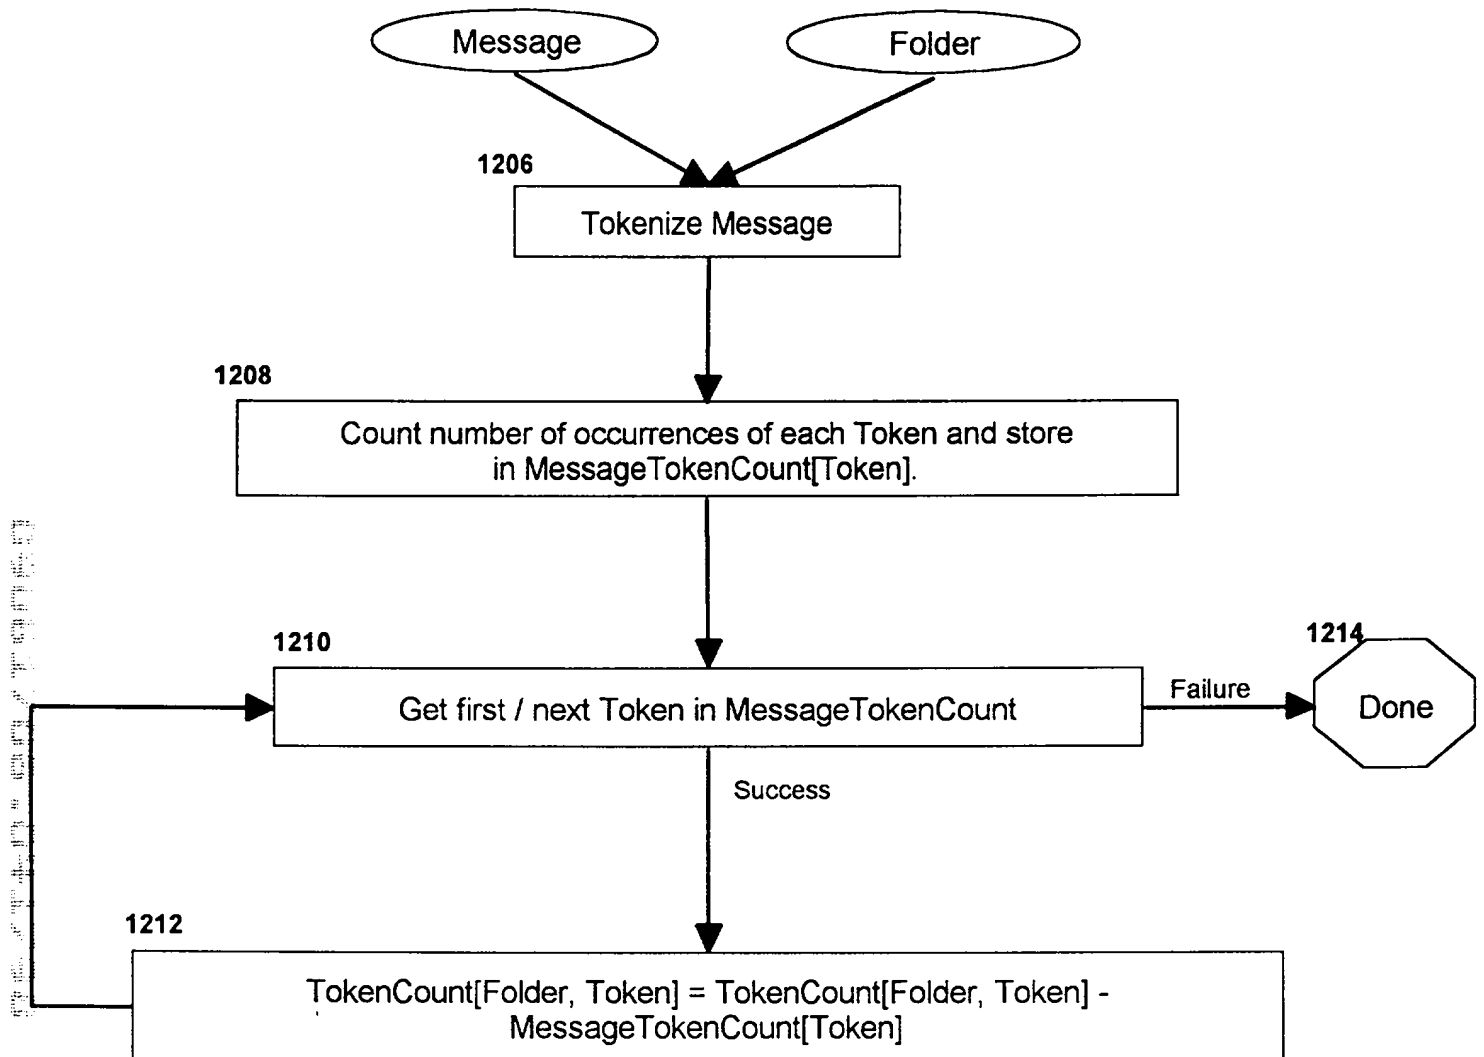 Message
Folder
1206
Tokenize Message
1208
Count number of occurrences of each Token and store
in MessageTokenCount[Token].
1210
Get first / next Token in MessageTokenCount
Failure
1214
Done
Success
1212
TokenCount[Folder, Token] = TokenCount[Folder, Token] -
MessageTokenCount[Token]